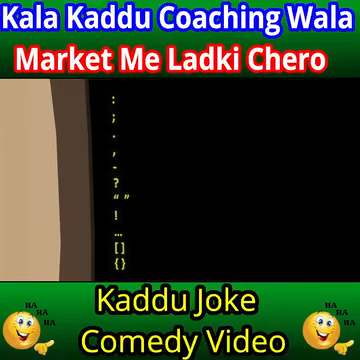 Kala Kaddu Coaching Wala
Market Me Ladki Chero
:
;
.
,
-
?
“ ”
!
...
[]
{}
HA
HA
HA
Kaddu Joke
HA
HA
HA
Comedy Video